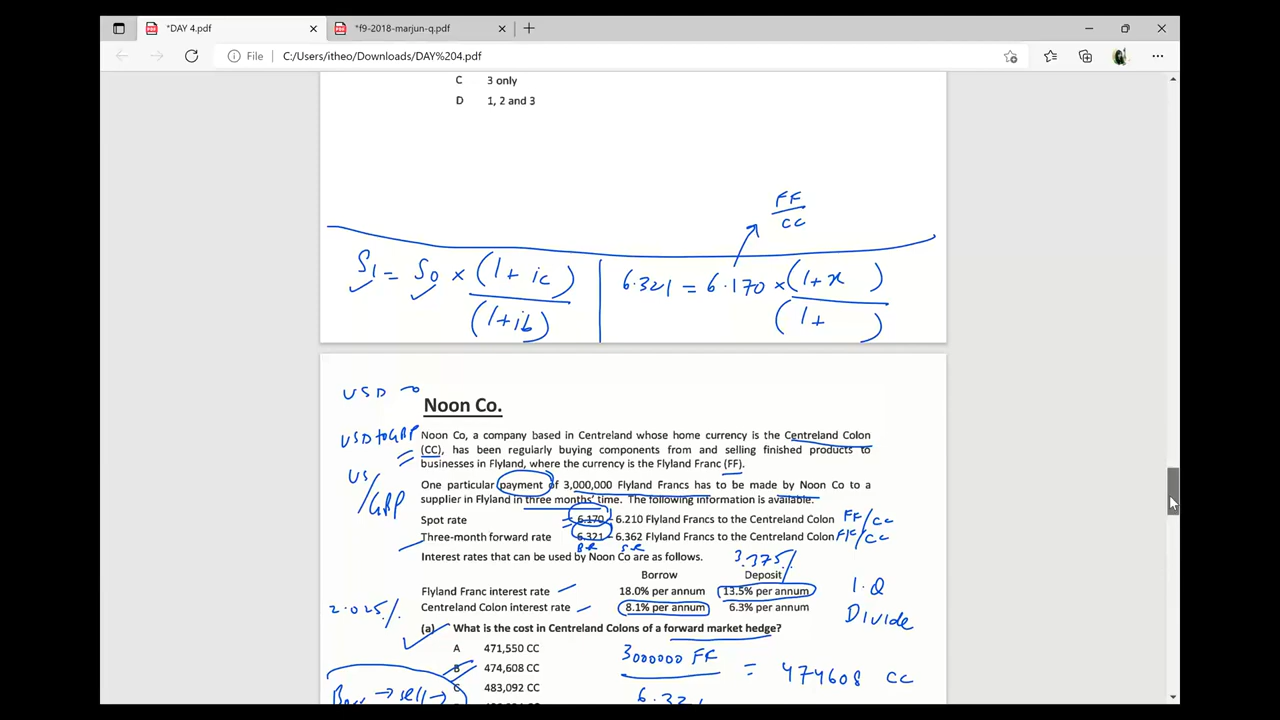 *DAY 4.pdf
*f9-2018-marjun-q.pdf
File C:/Users/itheo/Downloads/DAY%204.pdf
C 3 only
D 1, 2 and 3
FF
CC
S1 = S0 × (1 + ic)
(1+ib)
6.321 = 6.170 × (1+x )
(1+ )
USD
Noon Co.
USD to GBP
Noon Co, a company based in Centreland whose home currency is the Centreland Colon
(CC), has been regularly buying components from and selling finished products to
businesses in Flyland, where the currency is the Flyland Franc (FF).
US/GBP
One particular payment of 3,000,000 Flyland Francs has to be made by Noon Co to a
supplier in Flyland in three months' time. The following information is available:
Spot rate 6.170 – 6.210 Flyland Francs to the Centreland Colon FF/CC
Three-month forward rate 6.321 – 6.362 Flyland Francs to the Centreland Colon FF/CC
Interest rates that can be used by Noon Co are as follows.
3.375%
Borrow Deposit
Flyland Franc interest rate 18.0% per annum 13.5% per annum
Centreland Colon interest rate 8.1% per annum 6.3% per annum
2.025%
I.Q
Divide
(a) What is the cost in Centreland Colons of a forward market hedge?
A 471,550 CC
B 474,608 CC
C 483,092 CC
3000000 FF
6.321
= 474608 CC
→ sell →